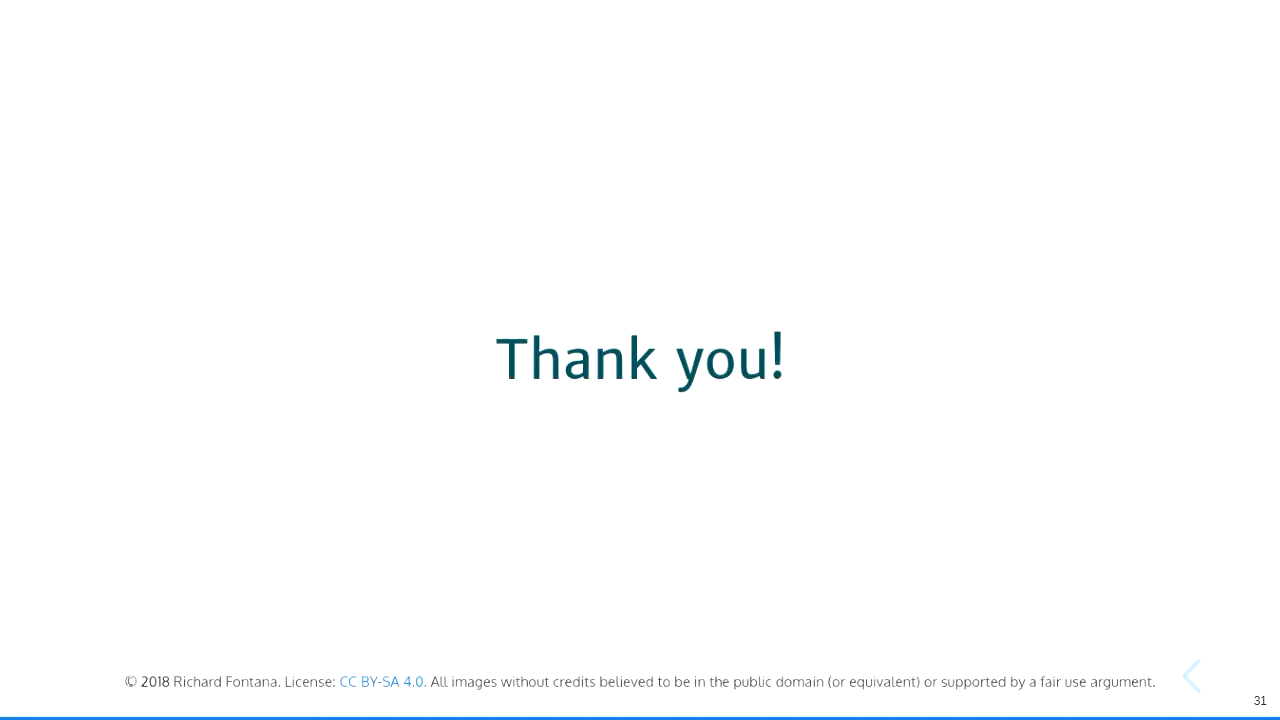 Thank you!
© 2018 Richard Fontana. License: CC BY-SA 4.0. All images without credits believed to be in the public domain (or equivalent) or supported by a fair use argument.
31